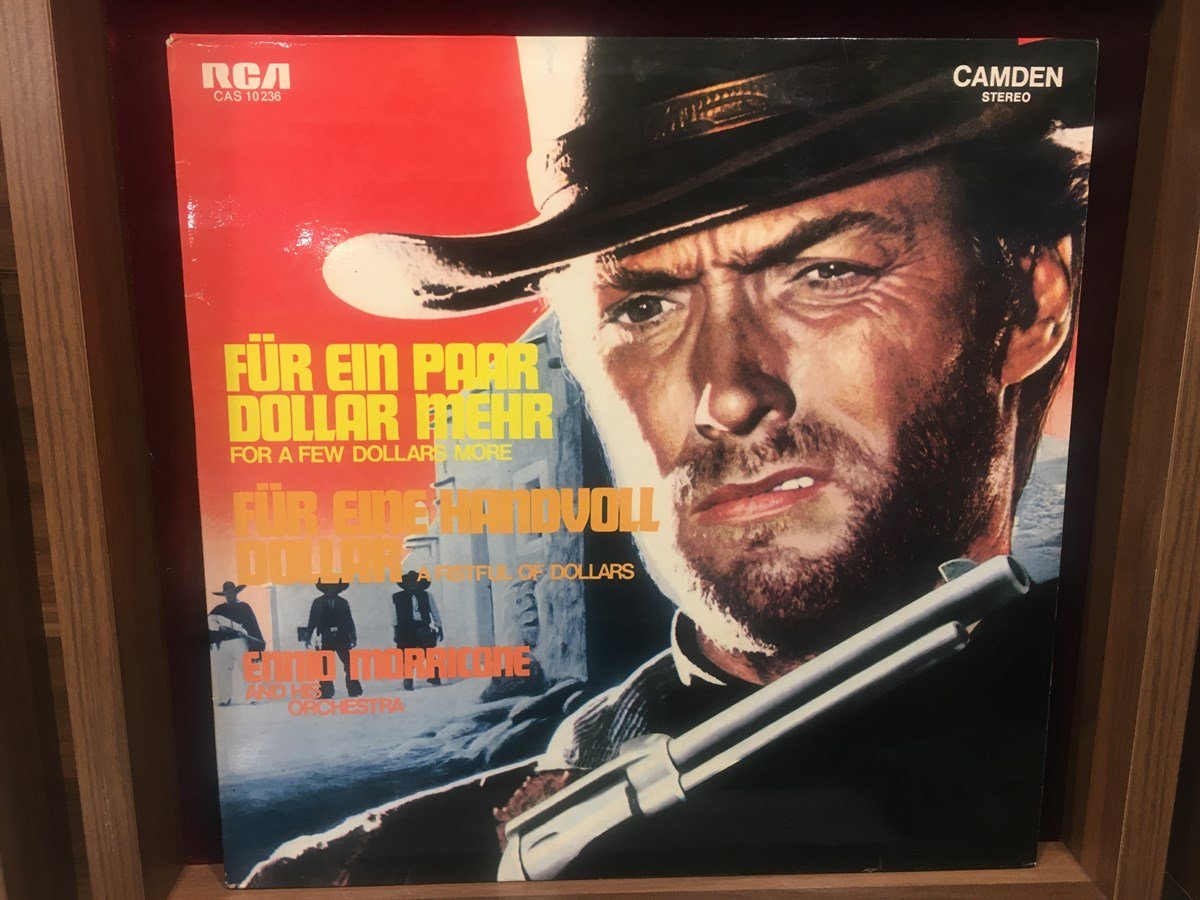 RCA
CAS 10236
CAMDEN
STEREO
FÜR EIN PAAR
DOLLAR MEHR
FOR A FEW DOLLARS MORE
FÜR EINE HANDVOLL
DOLLAR A FISTFUL OF DOLLARS
ENNIO MORRICONE
AND HIS
ORCHESTRA